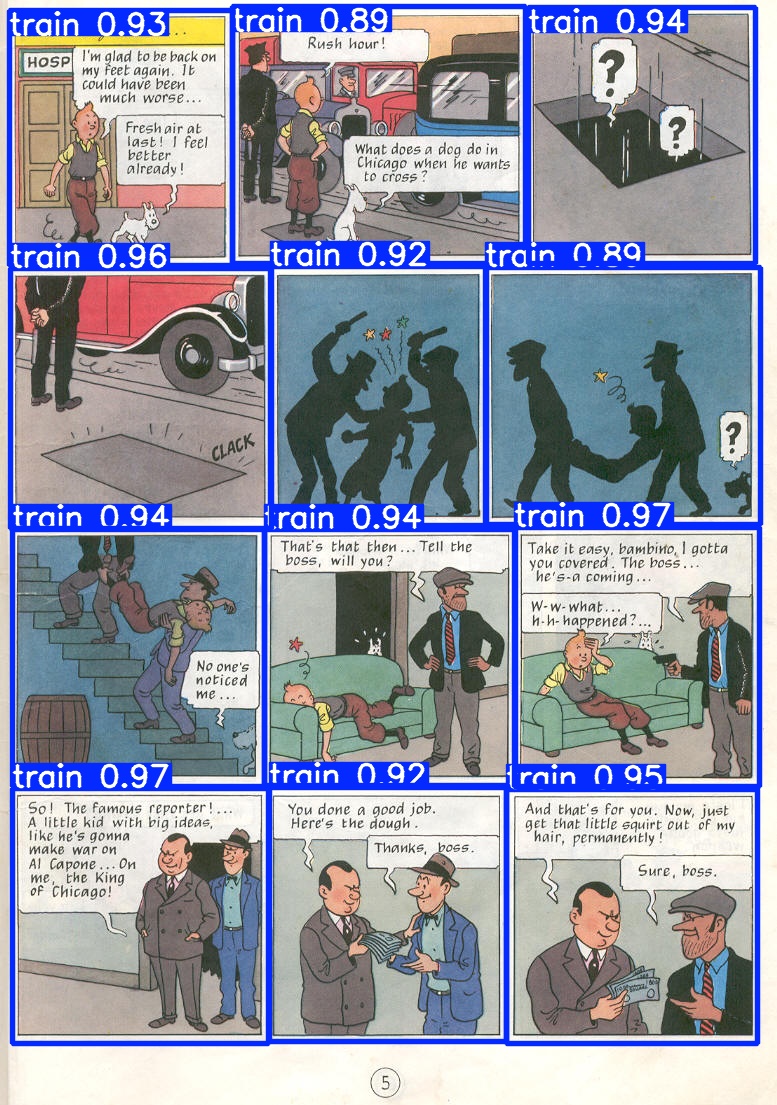 train 0.93
HOSP
I'm glad to be back on
my feet again. It
could have been
much worse...
Fresh air at
last! I feel
better
already!
train 0.89
Rush hour!
What does a dog do in
Chicago when he wants
to cross?
train 0.94
?
?
train 0.96
CLACK
train 0.92
train 0.89
?
train 0.94
No one's
noticed
me...
train 0.94
That's that then... Tell the
boss, will you?
train 0.97
Take it easy, bambino, I gotta
you covered. The boss...
he's-a coming...
W-w-what...
h-h-happened?...
train 0.97
So! The famous reporter!...
A little kid with big ideas,
like he's gonna
make war on
Al Capone... On
me, the King
of Chicago!
train 0.92
You done a good job.
Here's the dough.
Thanks, boss.
train 0.95
And that's for you. Now, just
get that little squirt out of my
hair, permanently!
Sure, boss.
5